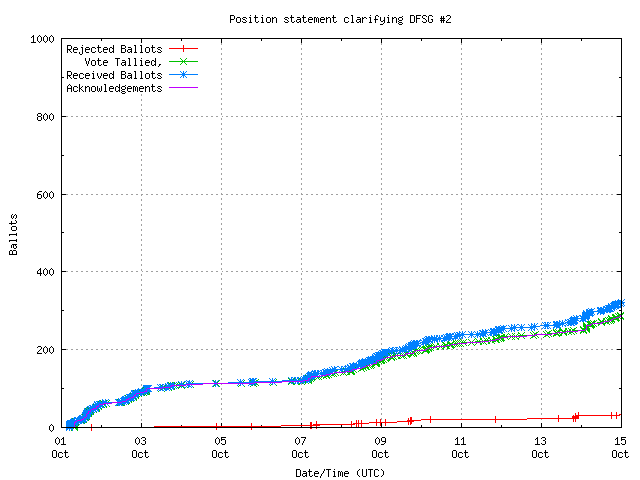 Position statement clarifying DFSG #2
1000
800
600
400
200
0
Ballots
Rejected Ballots
Vote Tallied,
Received Ballots
Acknowledgements
01 03 05 07 09 11 13 15
Oct Oct Oct Oct Oct Oct Oct Oct
Date/Time (UTC)